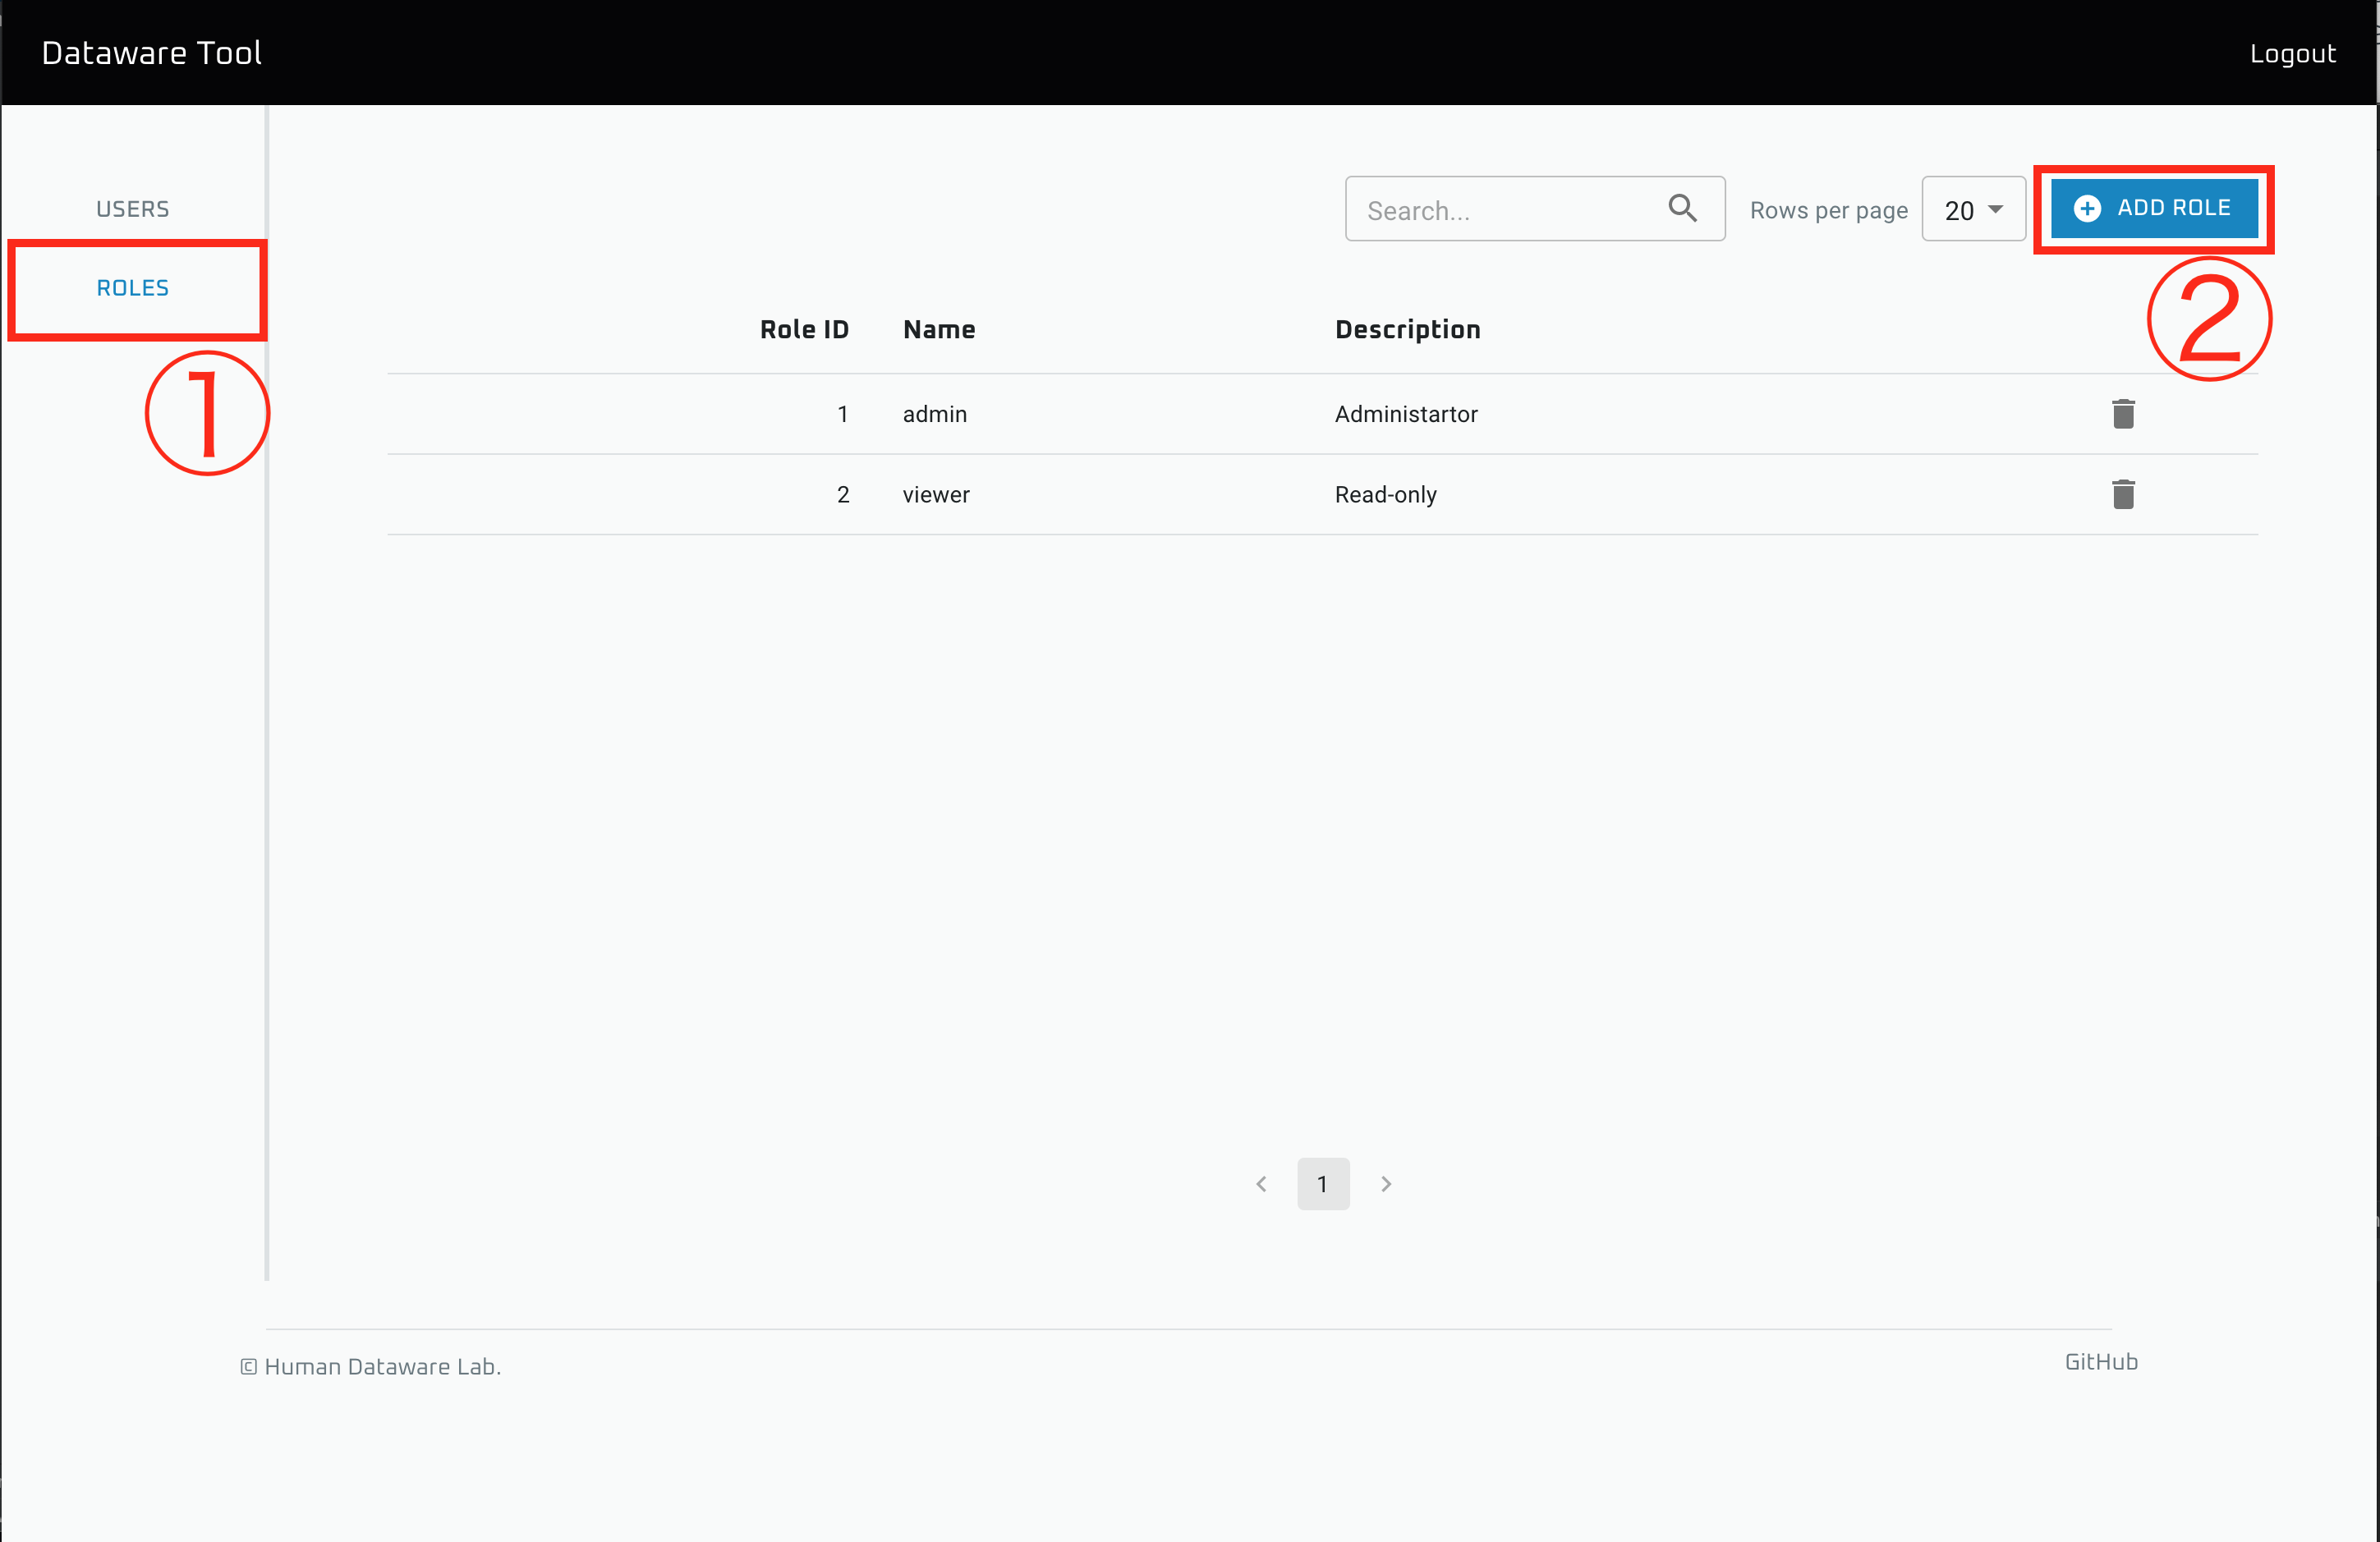 Dataware Tool
Logout
USERS
ROLES
①
Search...
Rows per page
20
ADD ROLE
②
Role ID Name Description
1 admin Administartor
2 viewer Read-only
1
© Human Dataware Lab.
GitHub